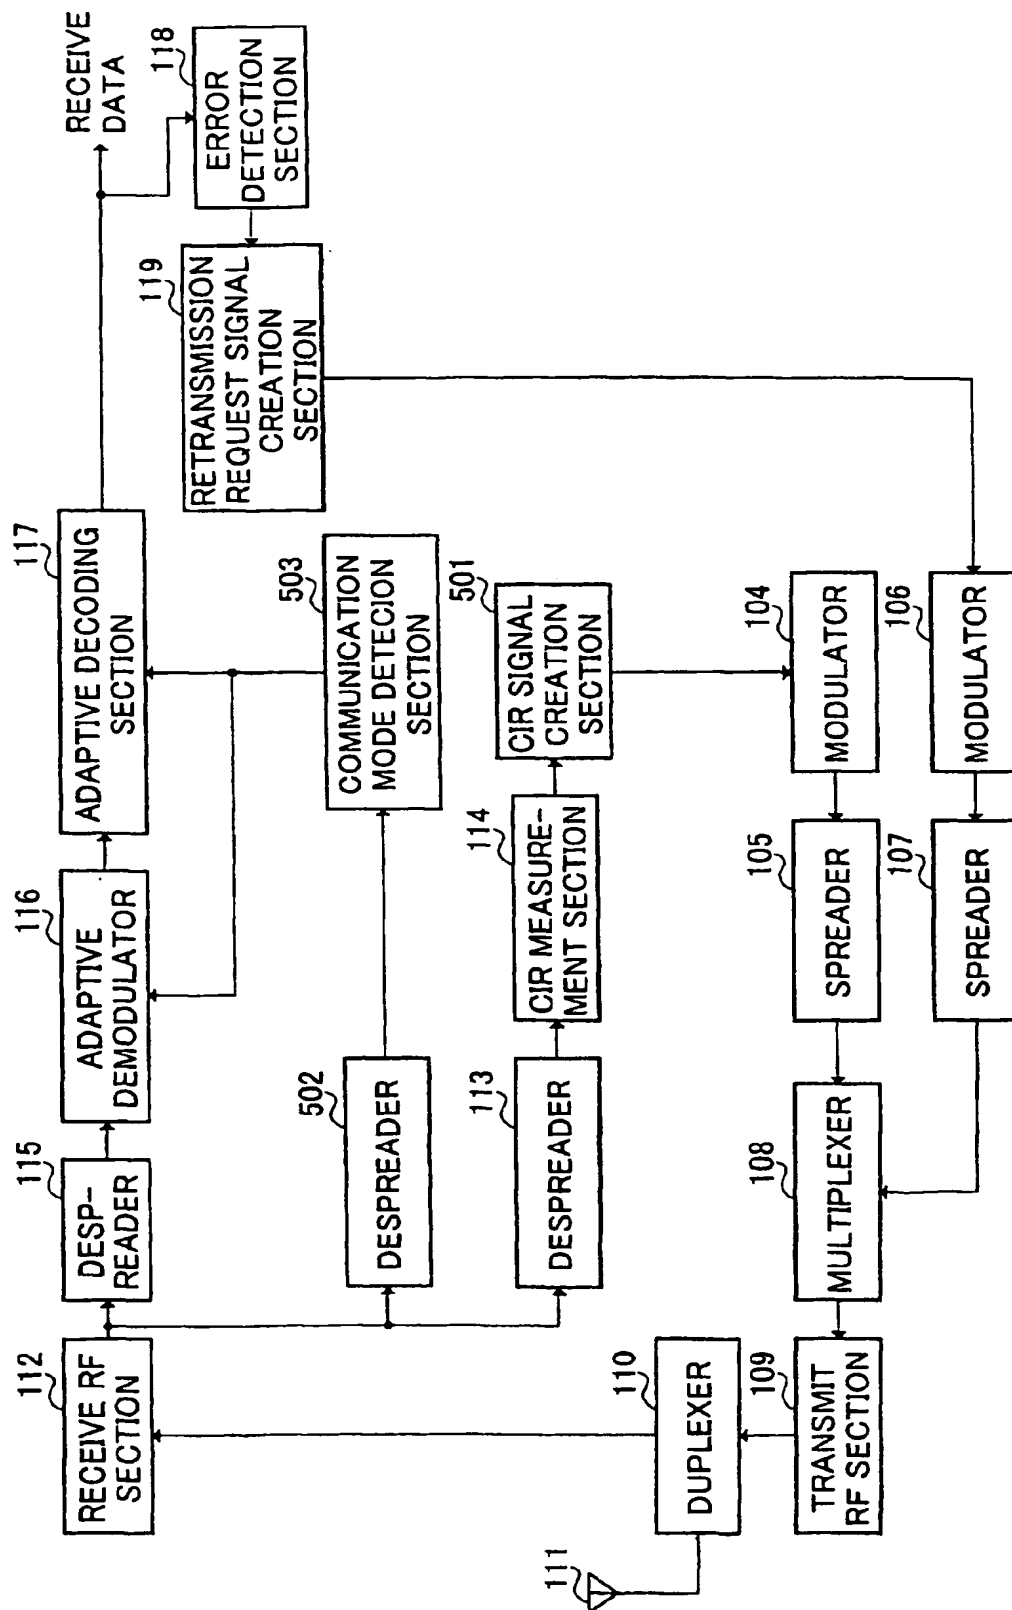 112
RECEIVE RF
SECTION
115
DESP-
READER
116
ADAPTIVE
DEMODULATOR
117
ADAPTIVE DECODING
SECTION
RECEIVE
DATA
118
ERROR
DETECTION
SECTION
119
RETRANSMISSION
REQUEST SIGNAL
CREATION
SECTION
502
DESPREADER
503
COMMUNICATION
MODE DETECION
SECTION
113
DESPREADER
114
CIR MEASURE-
MENT SECTION
501
CIR SIGNAL
CREATION
SECTION
111
110
DUPLEXER
109
TRANSMIT
RF SECTION
108
MULTIPLEXER
105
SPREADER
104
MODULATOR
107
SPREADER
106
MODULATOR